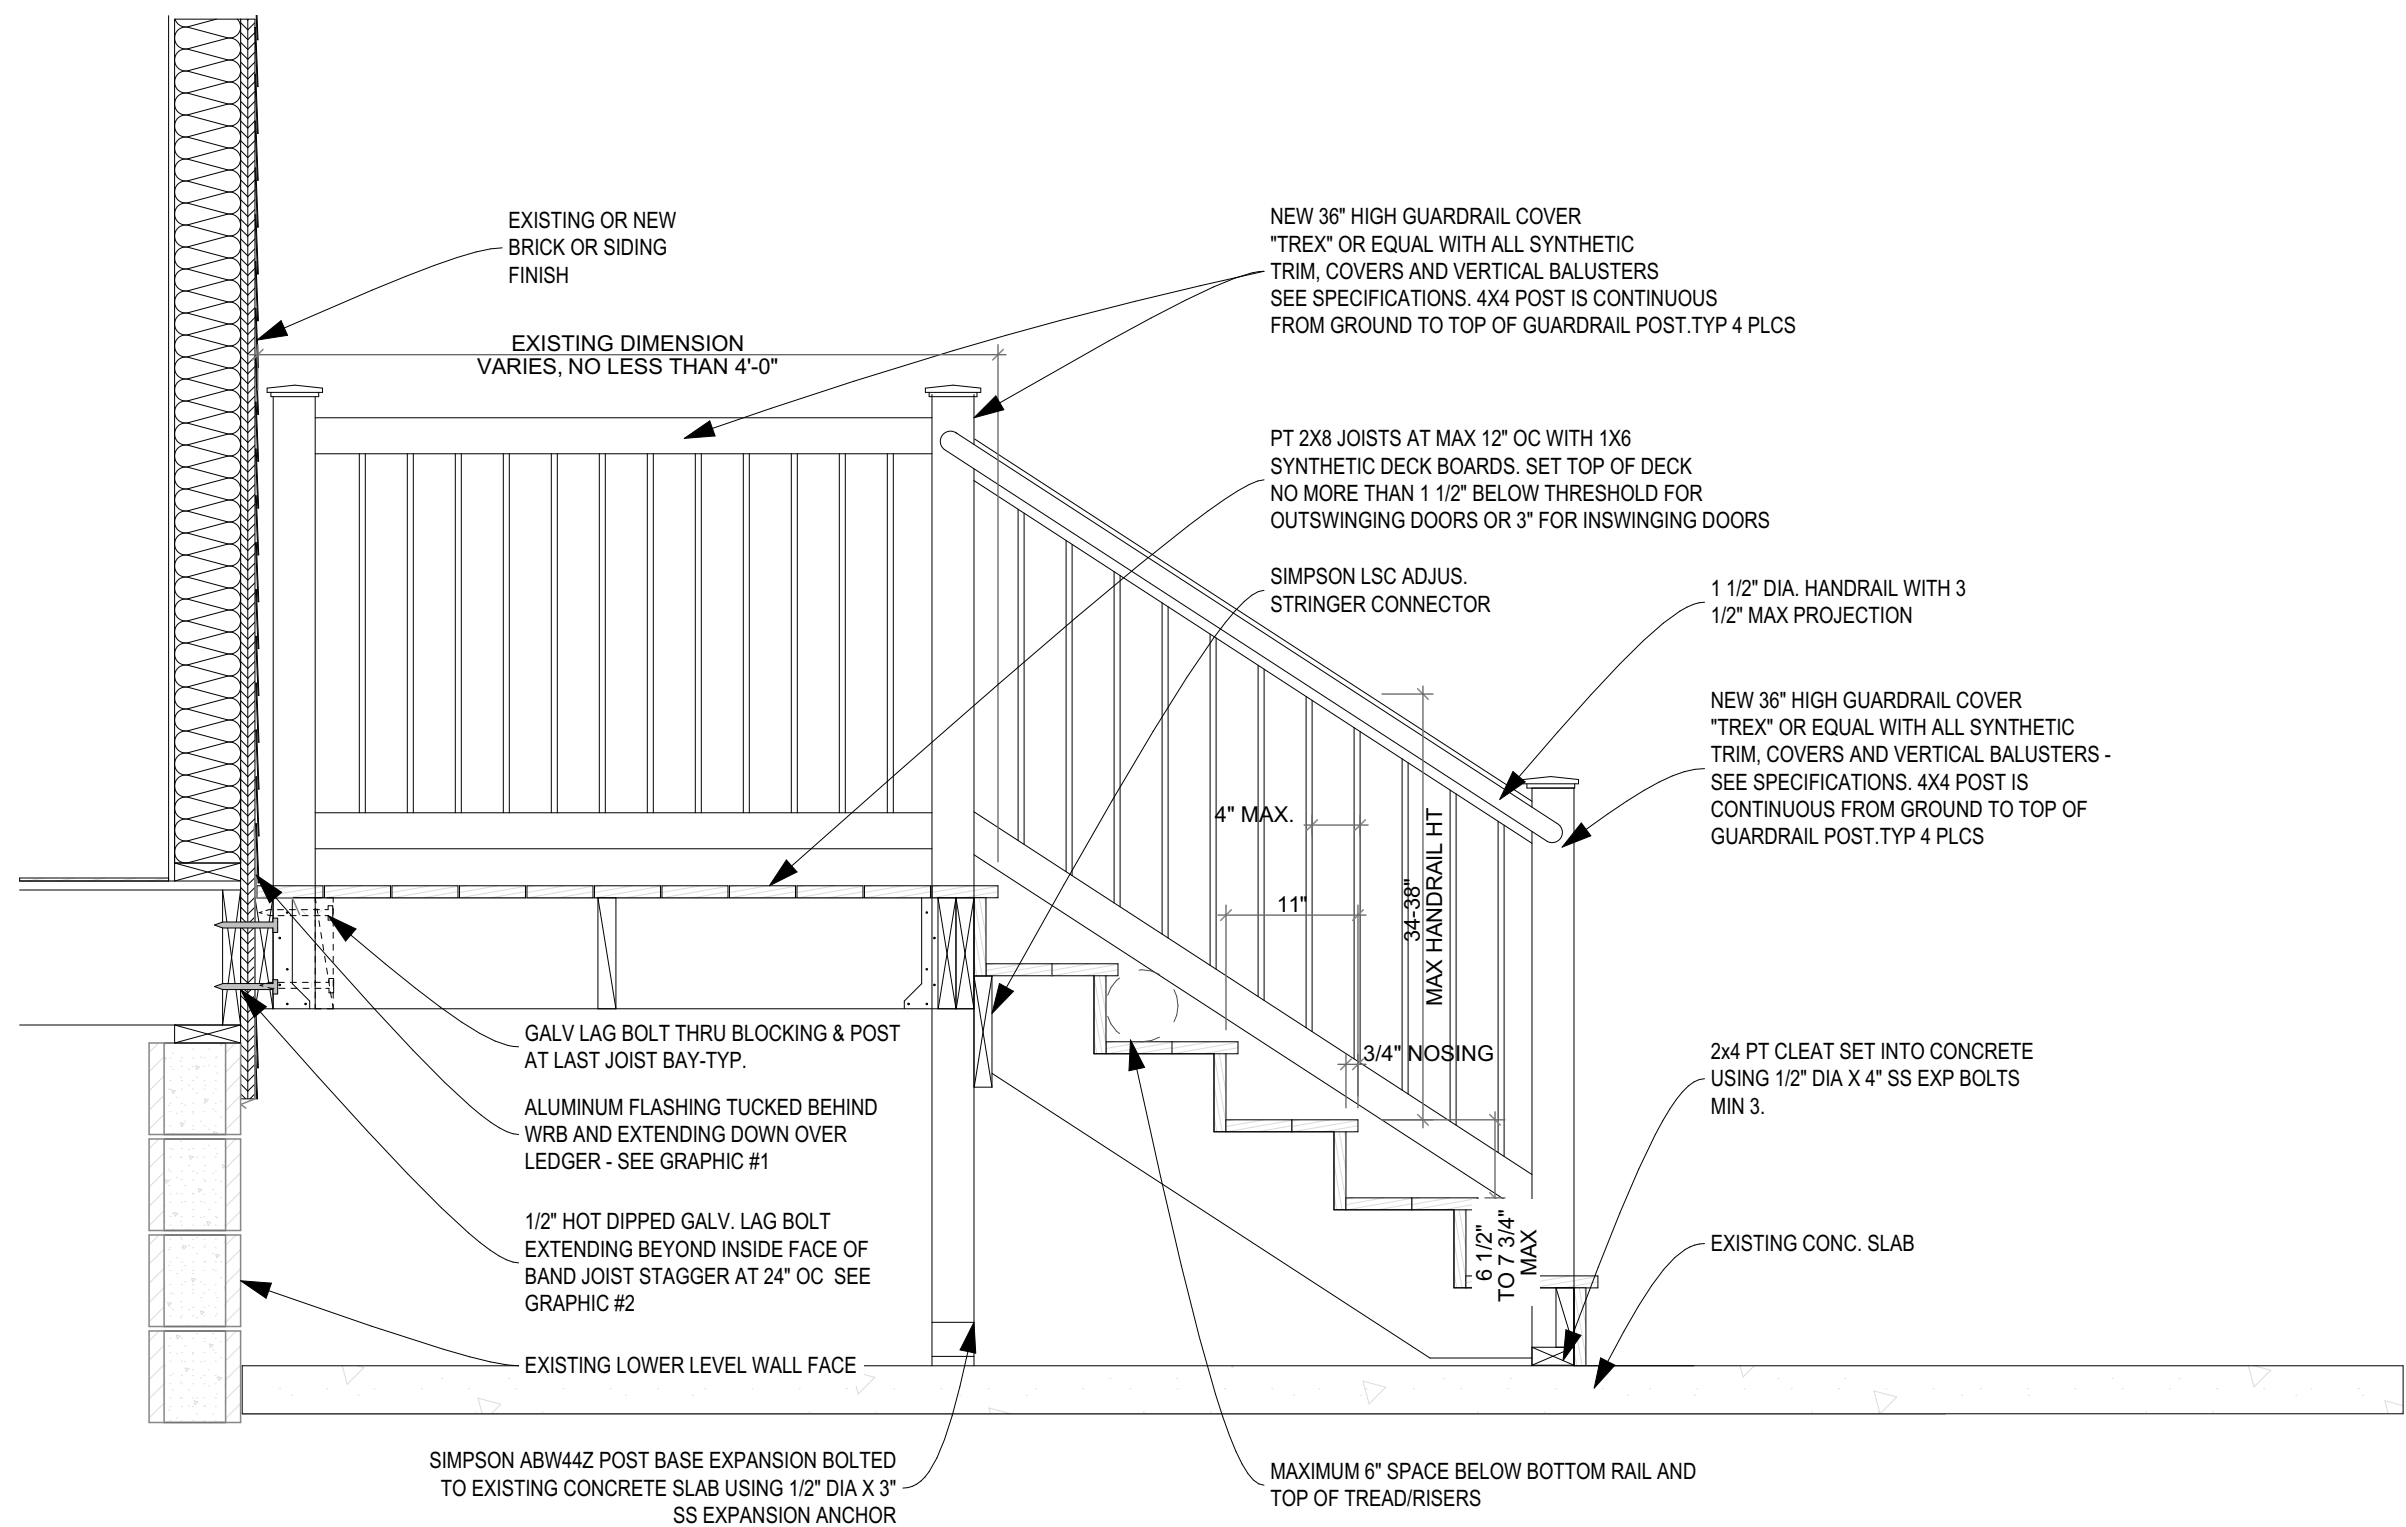 EXISTING OR NEW
BRICK OR SIDING
FINISH
EXISTING DIMENSION
VARIES, NO LESS THAN 4'-0"
NEW 36" HIGH GUARDRAIL COVER
"TREX" OR EQUAL WITH ALL SYNTHETIC
TRIM, COVERS AND VERTICAL BALUSTERS
SEE SPECIFICATIONS. 4X4 POST IS CONTINUOUS
FROM GROUND TO TOP OF GUARDRAIL POST.TYP 4 PLCS
PT 2X8 JOISTS AT MAX 12" OC WITH 1X6
SYNTHETIC DECK BOARDS. SET TOP OF DECK
NO MORE THAN 1 1/2" BELOW THRESHOLD FOR
OUTSWINGING DOORS OR 3" FOR INSWINGING DOORS
SIMPSON LSC ADJUS.
STRINGER CONNECTOR
1 1/2" DIA. HANDRAIL WITH 3
1/2" MAX PROJECTION
NEW 36" HIGH GUARDRAIL COVER
"TREX" OR EQUAL WITH ALL SYNTHETIC
TRIM, COVERS AND VERTICAL BALUSTERS -
SEE SPECIFICATIONS. 4X4 POST IS
CONTINUOUS FROM GROUND TO TOP OF
GUARDRAIL POST.TYP 4 PLCS
4" MAX.
11"
34-38"
MAX HANDRAIL HT
3/4" NOSING
6 1/2"
TO 7 3/4"
MAX
2x4 PT CLEAT SET INTO CONCRETE
USING 1/2" DIA X 4" SS EXP BOLTS
MIN 3.
EXISTING CONC. SLAB
GALV LAG BOLT THRU BLOCKING & POST
AT LAST JOIST BAY-TYP.
ALUMINUM FLASHING TUCKED BEHIND
WRB AND EXTENDING DOWN OVER
LEDGER - SEE GRAPHIC #1
1/2" HOT DIPPED GALV. LAG BOLT
EXTENDING BEYOND INSIDE FACE OF
BAND JOIST STAGGER AT 24" OC SEE
GRAPHIC #2
EXISTING LOWER LEVEL WALL FACE
SIMPSON ABW44Z POST BASE EXPANSION BOLTED
TO EXISTING CONCRETE SLAB USING 1/2" DIA X 3"
SS EXPANSION ANCHOR
MAXIMUM 6" SPACE BELOW BOTTOM RAIL AND
TOP OF TREAD/RISERS